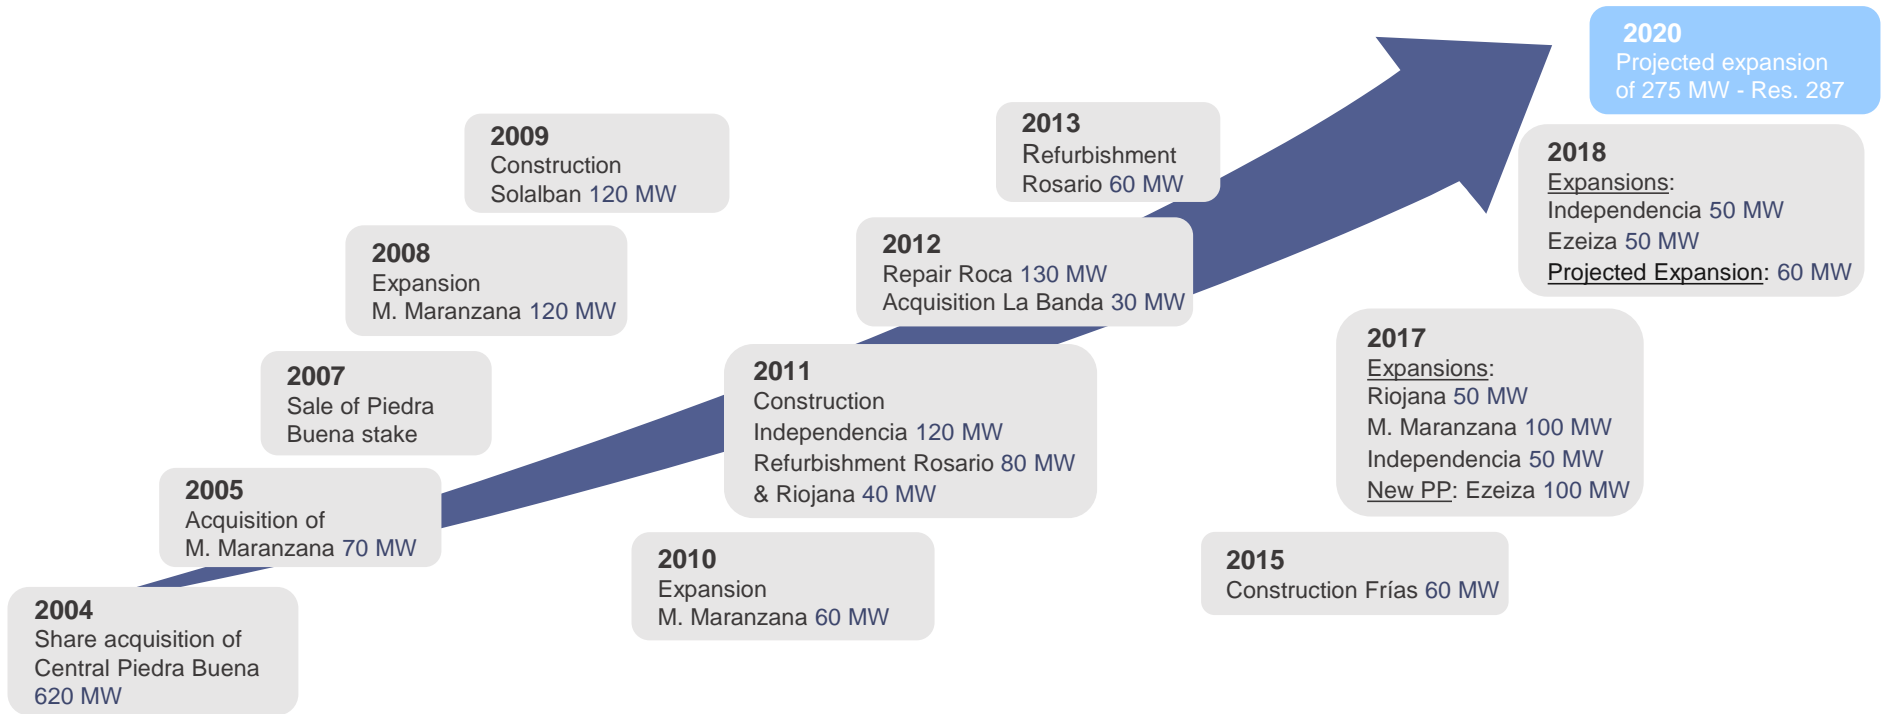 2004
Share acquisition of
Central Piedra Buena
620 MW
2005
Acquisition of
M. Maranzana 70 MW
2007
Sale of Piedra
Buena stake
2008
Expansion
M. Maranzana 120 MW
2009
Construction
Solalban 120 MW
2010
Expansion
M. Maranzana 60 MW
2011
Construction
Independencia 120 MW
Refurbishment Rosario 80 MW
& Riojana 40 MW
2012
Repair Roca 130 MW
Acquisition La Banda 30 MW
2013
Refurbishment
Rosario 60 MW
2015
Construction Frías 60 MW
2017
Expansions:
Riojana 50 MW
M. Maranzana 100 MW
Independencia 50 MW
New PP: Ezeiza 100 MW
2018
Expansions:
Independencia 50 MW
Ezeiza 50 MW
Projected Expansion: 60 MW
2020
Projected expansion
of 275 MW - Res. 287